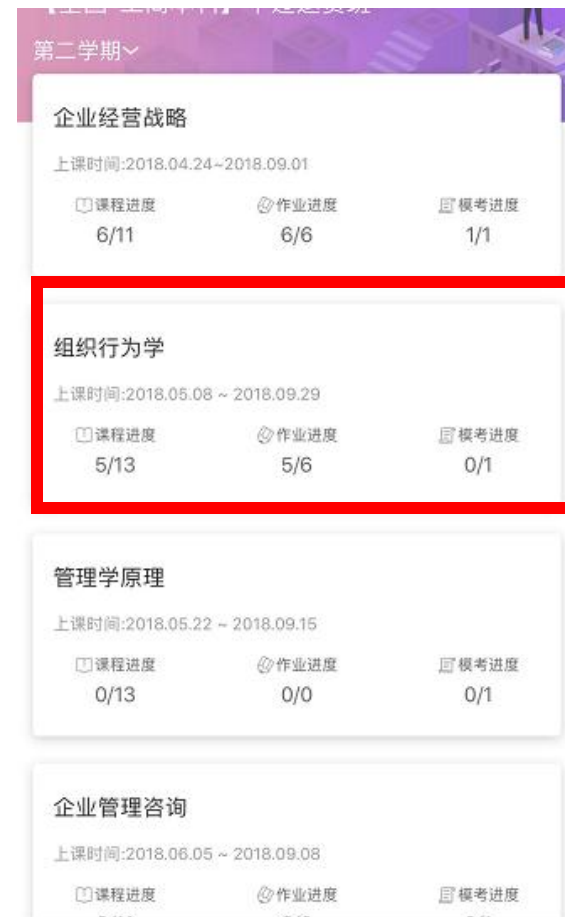 第二学期
企业经营战略
上课时间:2018.04.24~2018.09.01
课程进度 作业进度 模考进度
6/11 6/6 1/1
组织行为学
上课时间:2018.05.08 ~ 2018.09.29
课程进度 作业进度 模考进度
5/13 5/6 0/1
管理学原理
上课时间:2018.05.22 ~ 2018.09.15
课程进度 作业进度 模考进度
0/13 0/0 0/1
企业管理咨询
上课时间:2018.06.05 ~ 2018.09.08
课程进度 作业进度 模考进度